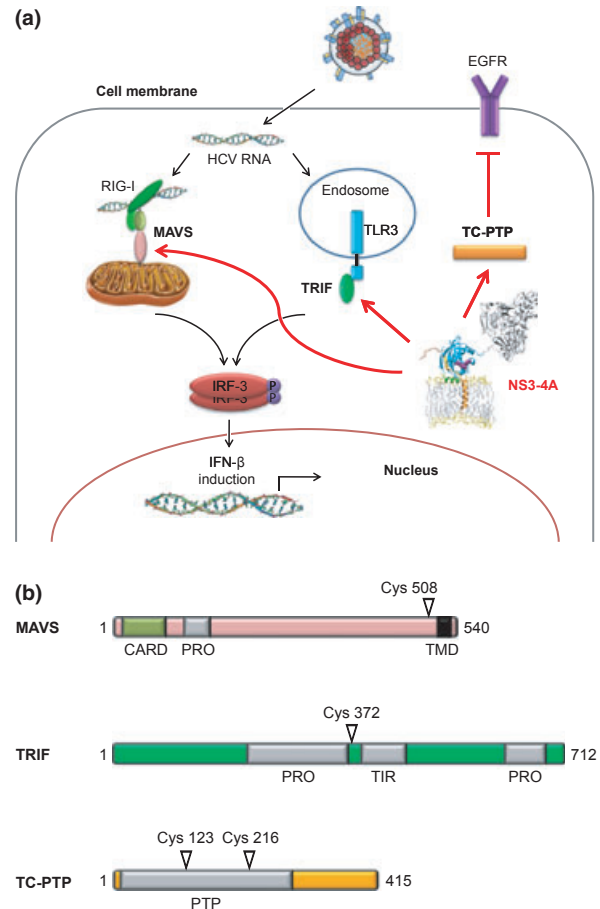 (a)
EGFR
Cell membrane
HCV RNA
RIG-I
Endosome
MAVS
TLR3
TC-PTP
TRIF
NS3-4A
IRF-3 P
IRF-3 P
IFN-β
induction
Nucleus
(b)
Cys 508
MAVS 1 540
CARD PRO TMD
Cys 372
TRIF 1 712
PRO TIR PRO
Cys 123 Cys 216
TC-PTP 1 415
PTP